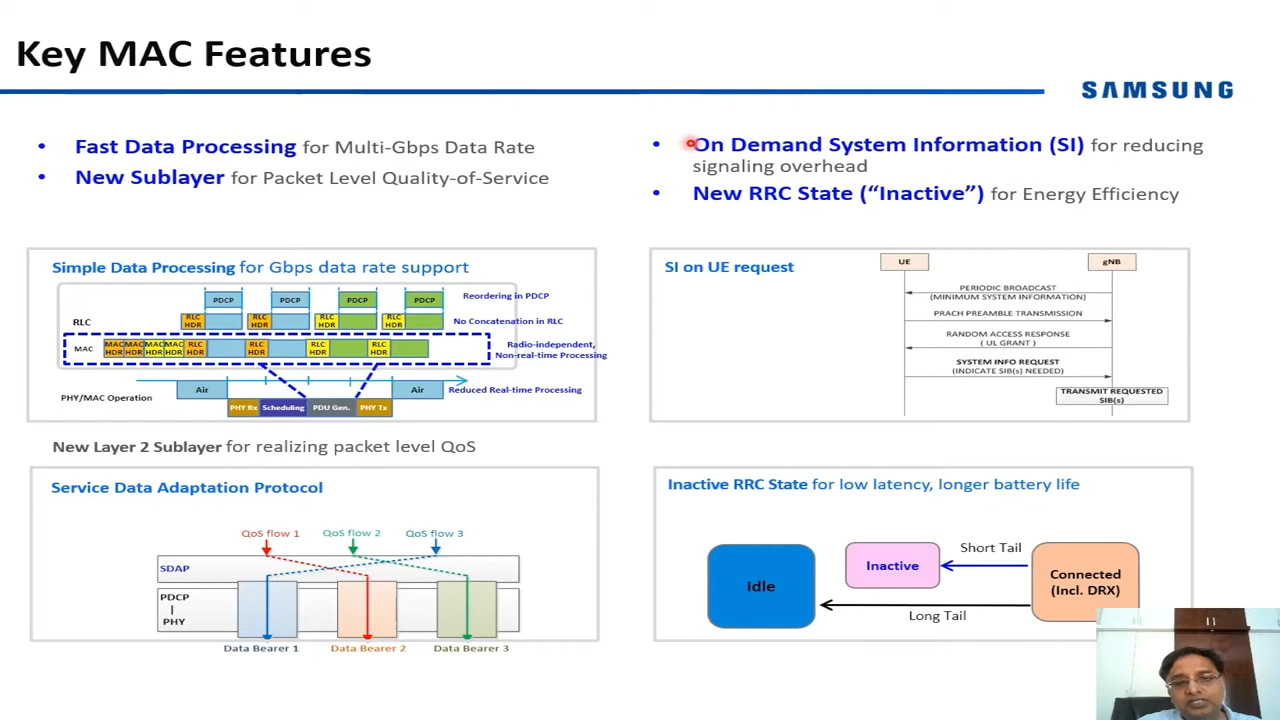 Key MAC Features
SAMSUNG
• Fast Data Processing for Multi-Gbps Data Rate
• New Sublayer for Packet Level Quality-of-Service
• On Demand System Information (SI) for reducing
signaling overhead
• New RRC State (“Inactive”) for Energy Efficiency
Simple Data Processing for Gbps data rate support
PDCP PDCP PDCP PDCP Reordering in PDCP
RLC
RLC HDR RLC HDR RLC HDR RLC HDR No Concatenation in RLC
MAC
MAC HDR MAC HDR MAC HDR MAC HDR RLC HDR RLC HDR RLC HDR RLC HDR
Radio-independent,
Non-real-time Processing
Air Air Reduced Real-time Processing
PHY/MAC Operation
PHY Rx Scheduling PDU Gen. PHY Tx
SI on UE request
UE gNB
PERIODIC BROADCAST
(MINIMUM SYSTEM INFORMATION)
PRACH PREAMBLE TRANSMISSION
RANDOM ACCESS RESPONSE
( UL GRANT )
SYSTEM INFO REQUEST
(INDICATE SIB(s) NEEDED)
TRANSMIT REQUESTED
SIB(s)
New Layer 2 Sublayer for realizing packet level QoS
Service Data Adaptation Protocol
QoS flow 1 QoS flow 2 QoS flow 3
SDAP
PDCP
|
PHY
Data Bearer 1 Data Bearer 2 Data Bearer 3
Inactive RRC State for low latency, longer battery life
Idle
Inactive
Short Tail
Connected
(Incl. DRX)
Long Tail